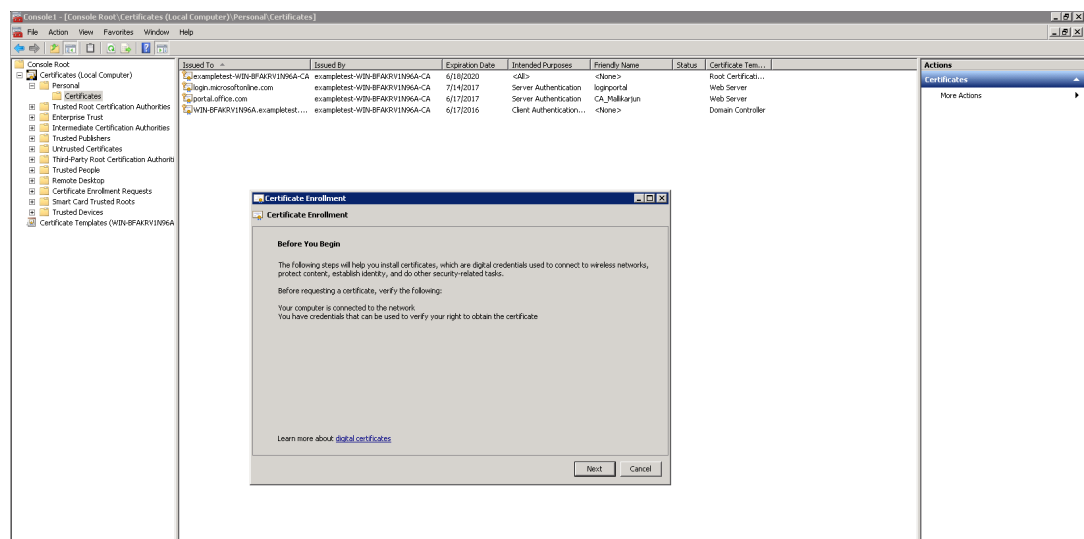 Console1 - [Console Root\Certificates (Local Computer)\Personal\Certificates]
File Action View Favorites Window Help
Console Root
Certificates (Local Computer)
Personal
Certificates
Trusted Root Certification Authorities
Enterprise Trust
Intermediate Certification Authorities
Trusted Publishers
Untrusted Certificates
Third-Party Root Certification Authoriti
Trusted People
Remote Desktop
Certificate Enrollment Requests
Smart Card Trusted Roots
Trusted Devices
Certificate Templates (WIN-BFAKRV1N96A
Issued To Issued By Expiration Date Intended Purposes Friendly Name Status Certificate Tem...
exampletest-WIN-BFAKRV1N96A-CA exampletest-WIN-BFAKRV1N96A-CA 6/18/2020 <All> <None> Root Certificati...
login.microsoftonline.com exampletest-WIN-BFAKRV1N96A-CA 7/14/2017 Server Authentication loginportal Web Server
portal.office.com exampletest-WIN-BFAKRV1N96A-CA 6/17/2017 Server Authentication CA_Mallikarjun Web Server
WIN-BFAKRV1N96A.exampletest.... exampletest-WIN-BFAKRV1N96A-CA 6/17/2016 Client Authentication... <None> Domain Controller
Actions
Certificates
More Actions
Certificate Enrollment
Certificate Enrollment
Before You Begin
The following steps will help you install certificates, which are digital credentials used to connect to wireless networks,
protect content, establish identity, and do other security-related tasks.
Before requesting a certificate, verify the following:
Your computer is connected to the network
You have credentials that can be used to verify your right to obtain the certificate
Learn more about digital certificates
Next Cancel